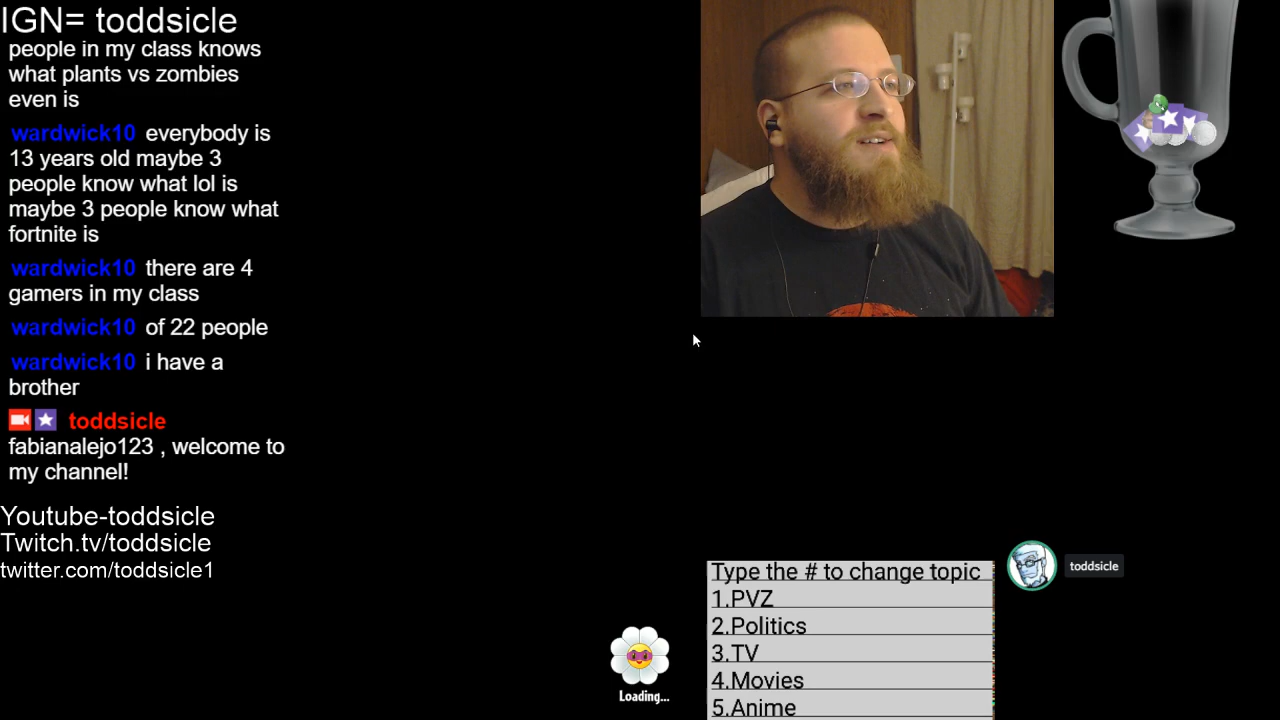 IGN= toddsicle
people in my class knows
what plants vs zombies
even is
wardwick10 everybody is
13 years old maybe 3
people know what lol is
maybe 3 people know what
fortnite is
wardwick10 there are 4
gamers in my class
wardwick10 of 22 people
wardwick10 i have a
brother
toddsicle
fabianalejo123 , welcome to
my channel!
Youtube-toddsicle
Twitch.tv/toddsicle
twitter.com/toddsicle1
Loading...
Type the # to change topic
1.PVZ
2.Politics
3.TV
4.Movies
5.Anime
toddsicle